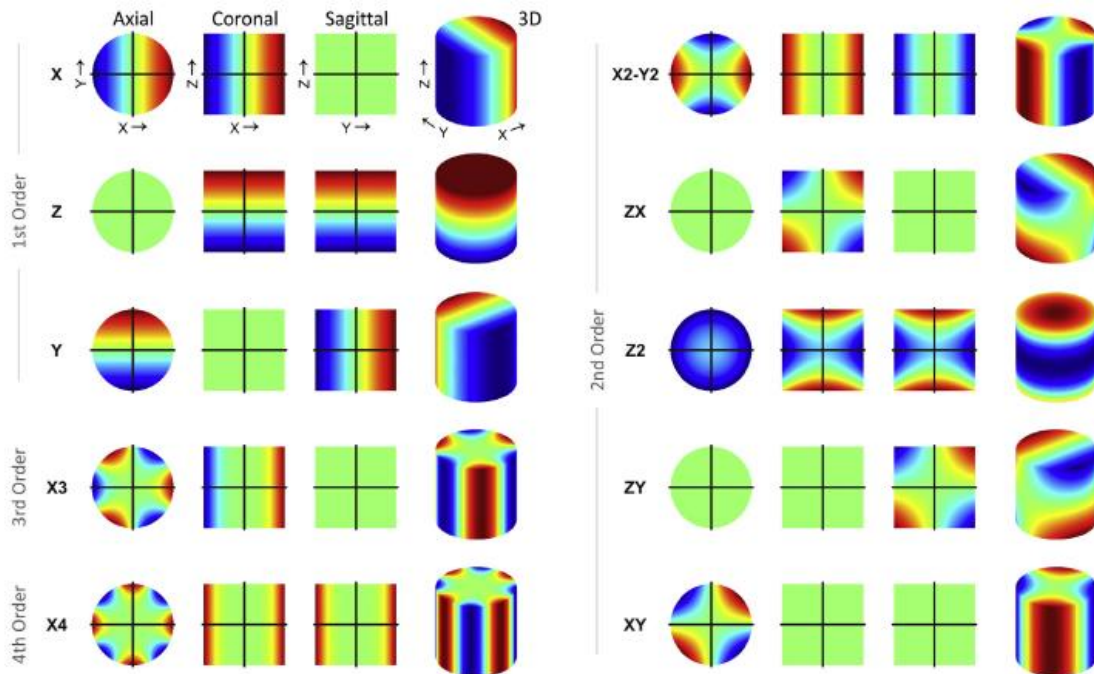 Axial Coronal Sagittal 3D
X
Y→
Z→
Z→
Z→
X→
X→
Y→
←Y
X→
1st Order
Z
Y
3rd Order
X3
4th Order
X4
X2-Y2
ZX
2nd Order
Z2
ZY
XY